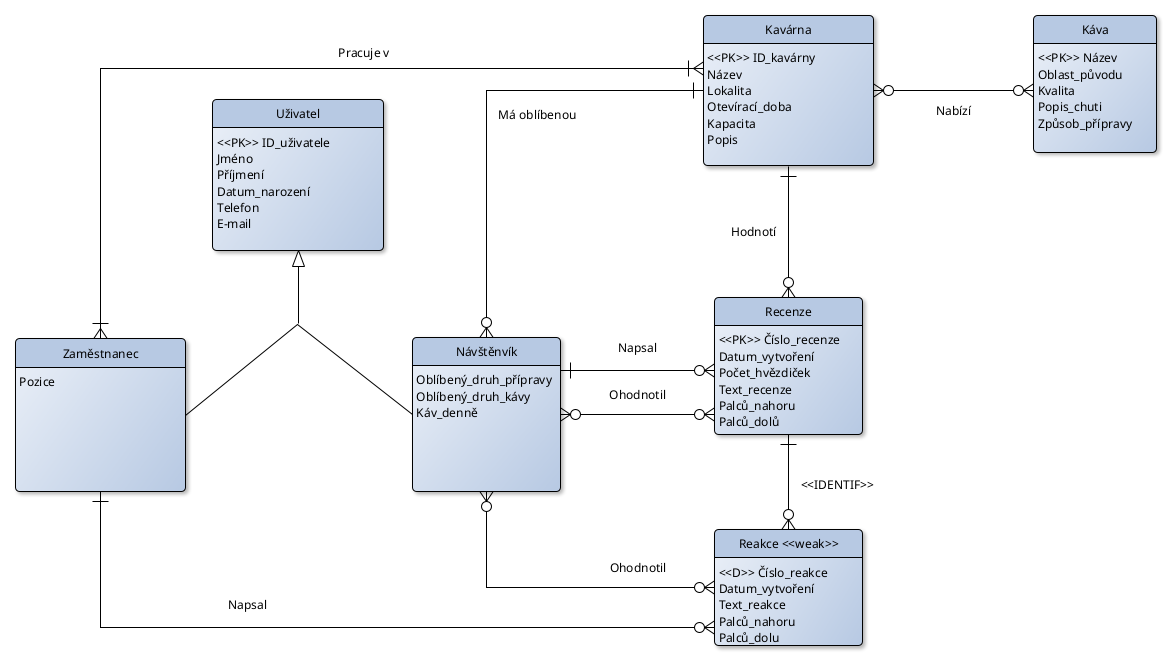 Kavárna
<<PK>> ID_kavárny
Název
Lokalita
Otevírací_doba
Kapacita
Popis
Káva
<<PK>> Název
Oblast_původu
Kvalita
Popis_chuti
Způsob_přípravy
Pracuje v
Má oblíbenou
Nabízí
Uživatel
<<PK>> ID_uživatele
Jméno
Příjmení
Datum_narození
Telefon
E-mail
Hodnotí
Zaměstnanec
Pozice
Návštěnvík
Oblíbený_druh_přípravy
Oblíbený_druh_kávy
Káv_denně
Napsal
Ohodnotil
Recenze
<<PK>> Číslo_recenze
Datum_vytvoření
Počet_hvězdiček
Text_recenze
Palců_nahoru
Palců_dolů
<<IDENTIF>>
Reakce <<weak>>
<<D>> Číslo_reakce
Datum_vytvoření
Text_reakce
Palců_nahoru
Palců_dolu
Ohodnotil
Napsal